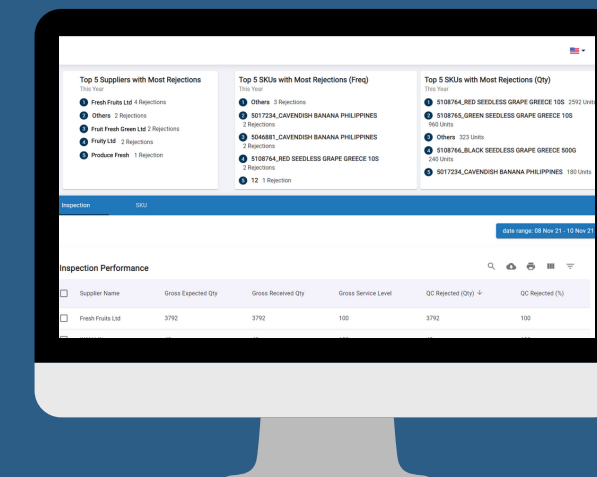 Top 5 Suppliers with Most Rejections
This Year
1 Fresh Fruits Ltd 4 Rejections
2 Others 2 Rejections
3 Fruit Fresh Green Ltd 2 Rejections
4 Fruity Ltd 2 Rejections
5 Produce Fresh 1 Rejection
Top 5 SKUs with Most Rejections (Freq)
This Year
1 Others 3 Rejections
2 5017234_CAVENDISH BANANA PHILIPPINES
2 Rejections
3 5046881_CAVENDISH BANANA PHILIPPINES
2 Rejections
4 5108764_RED SEEDLESS GRAPE GREECE 10S
2 Rejections
5 12 1 Rejection
Top 5 SKUs with Most Rejections (Qty)
This Year
1 5108764_RED SEEDLESS GRAPE GREECE 10S 2592 Units
2 5108765_GREEN SEEDLESS GRAPE GREECE 10S
960 Units
3 Others 323 Units
4 5108766_BLACK SEEDLESS GRAPE GREECE 500G
240 Units
5 5017234_CAVENDISH BANANA PHILIPPINES 180 Units
Inspection SKU
date range: 08 Nov 21 - 10 Nov 21
Inspection Performance
Supplier Name Gross Expected Qty Gross Received Qty Gross Service Level QC Rejected (Qty) QC Rejected (%)
Fresh Fruits Ltd 3792 3792 100 3792 100